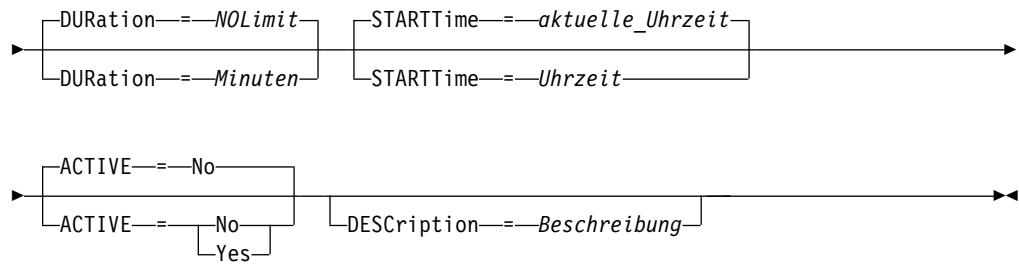 DURation = NOLimit STARTTime = aktuelle_Uhrzeit
DURation = Minuten STARTTime = Uhrzeit
ACTIVE = No
ACTIVE = No DESCription = Beschreibung
Yes